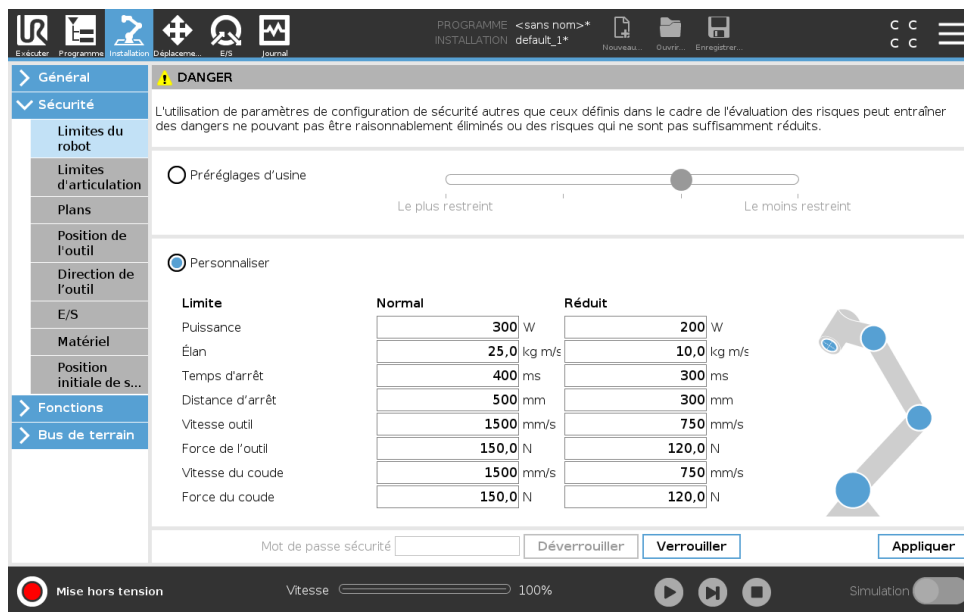 UR
PROGRAMME <sans nom>*
INSTALLATION default_1*
C C
C C
Exécuter Programme Installation Déplaceme... E/S Journal
Nouveau... Ouvrir... Enregistrer...
Général
Sécurité
Limites du
robot
Limites
d'articulation
Plans
Position de
l'outil
Direction de
l’outil
E/S
Matériel
Position
initiale de s...
Fonctions
Bus de terrain
DANGER
L'utilisation de paramètres de configuration de sécurité autres que ceux définis dans le cadre de l'évaluation des risques peut entraîner
des dangers ne pouvant pas être raisonnablement éliminés ou des risques qui ne sont pas suffisamment réduits.
Préréglages d’usine
Le plus restreint Le moins restreint
Personnaliser
Limite Normal Réduit
Puissance 300 W 200 W
Élan 25,0 kg m/s 10,0 kg m/s
Temps d'arrêt 400 ms 300 ms
Distance d’arrêt 500 mm 300 mm
Vitesse outil 1500 mm/s 750 mm/s
Force de l’outil 150,0 N 120,0 N
Vitesse du coude 1500 mm/s 750 mm/s
Force du coude 150,0 N 120,0 N
Mot de passe sécurité Déverrouiller Verrouiller Appliquer
Mise hors tension Vitesse 100% Simulation